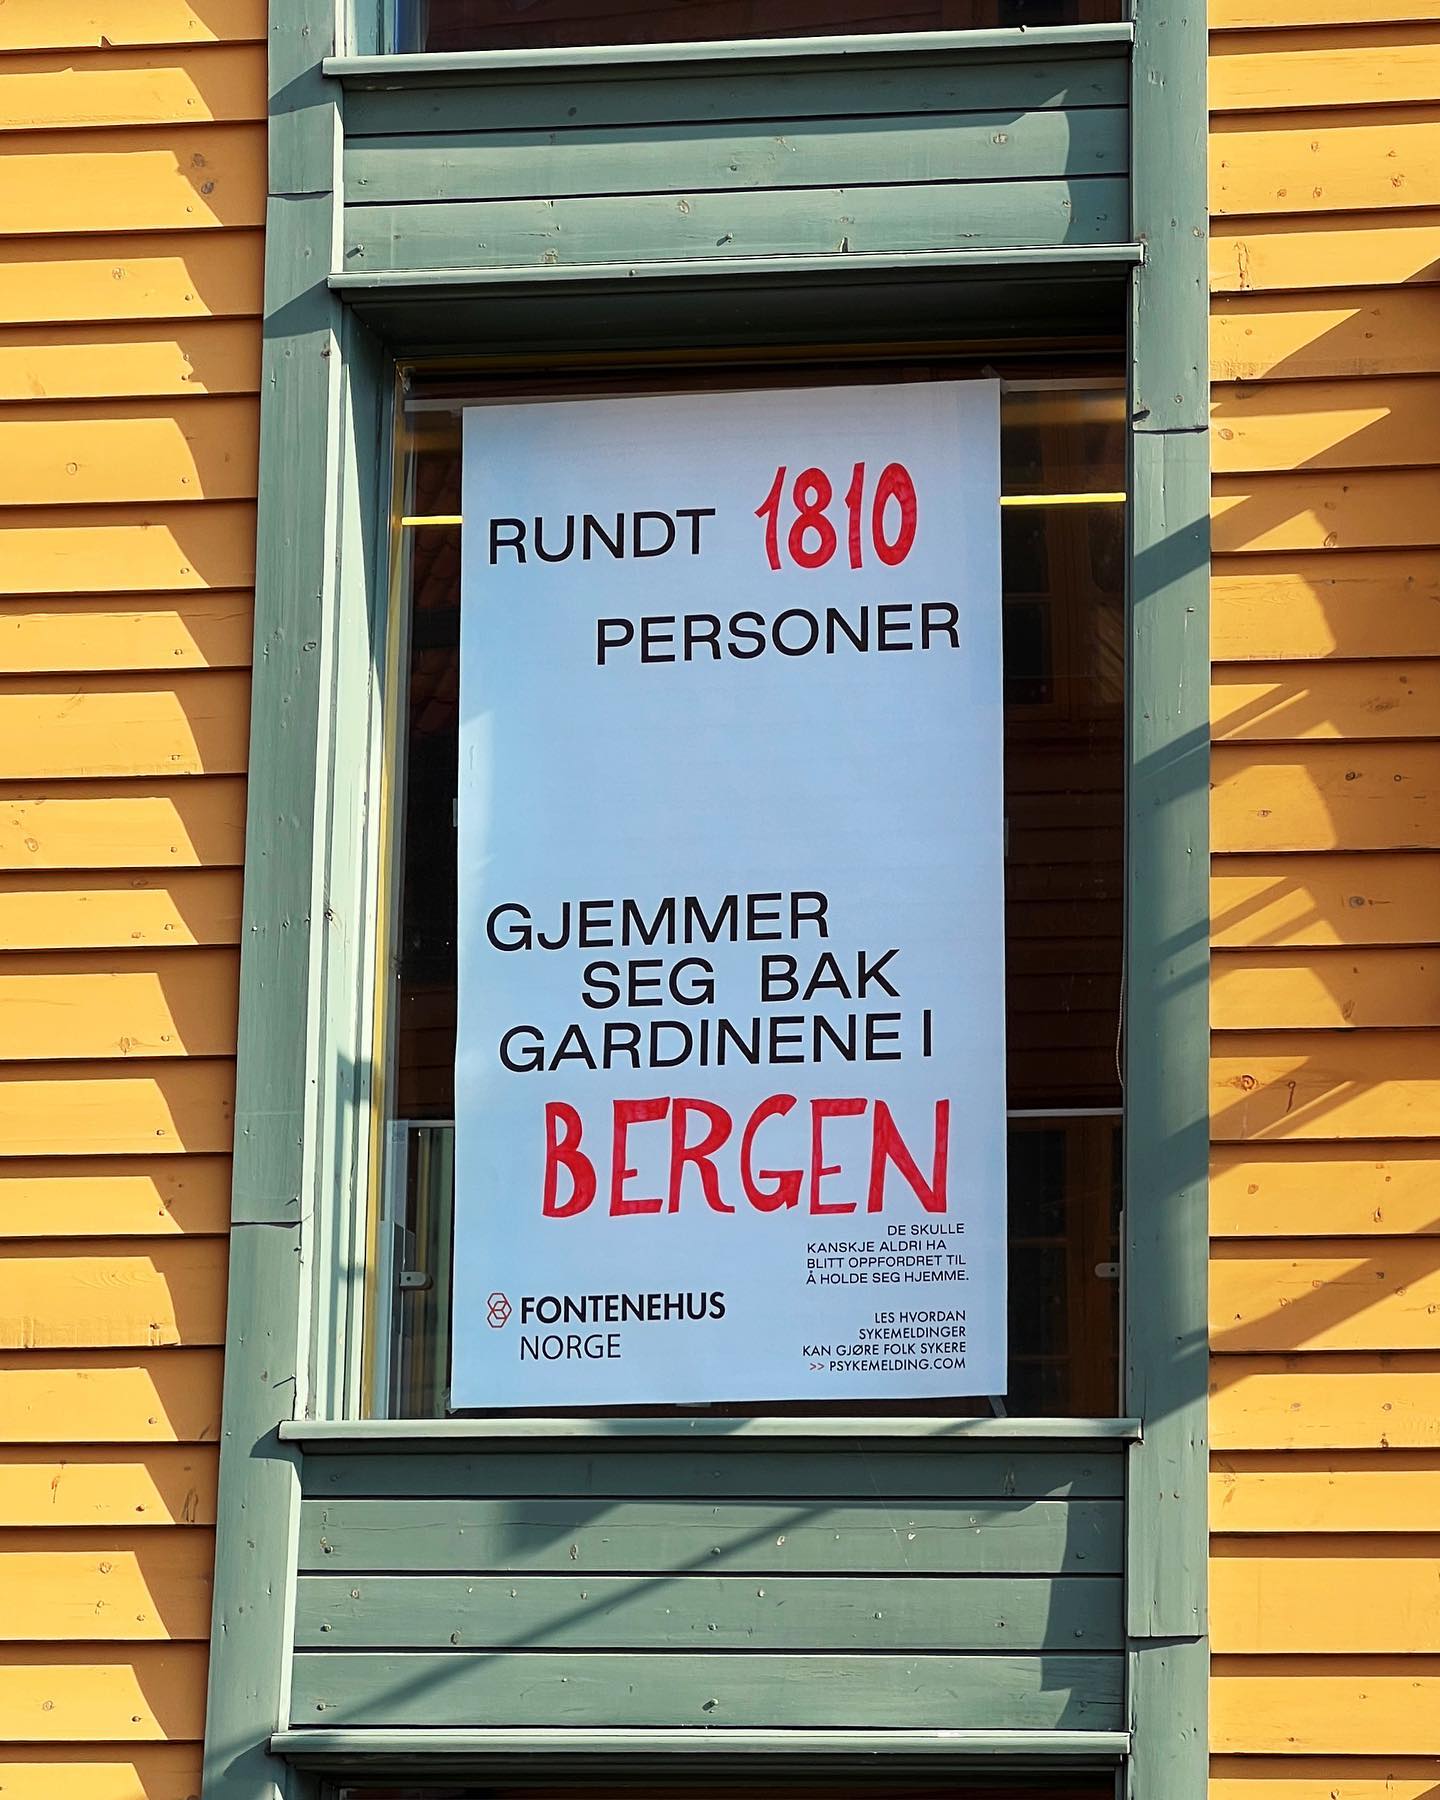 RUNDT 1810
PERSONER
GJEMMER
SEG BAK
GARDINENE I
BERGEN
DE SKULLE
KANSKJE ALDRI HA
BLITT OPPFORDRET TIL
Å HOLDE SEG HJEMME.
FONTENEHUS
NORGE
LES HVORDAN
SYKEMELDINGER
KAN GJØRE FOLK SYKERE
>> PSYKEMELDING.COM